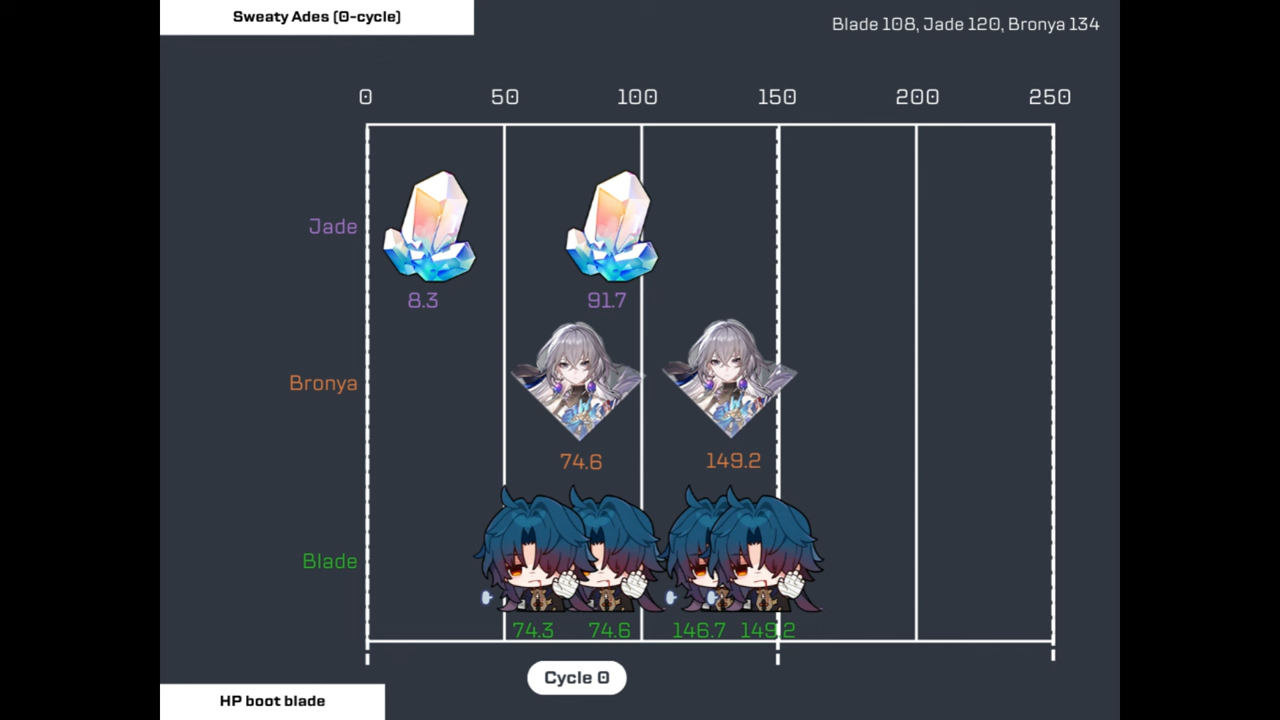 Sweaty Ades (0-cycle)
Blade 108, Jade 120, Bronya 134
0 50 100 150 200 250
Jade
8.3 91.7
Bronya
74.6 149.2
Blade
74.3 74.6 146.7 149.2
Cycle 0
HP boot blade